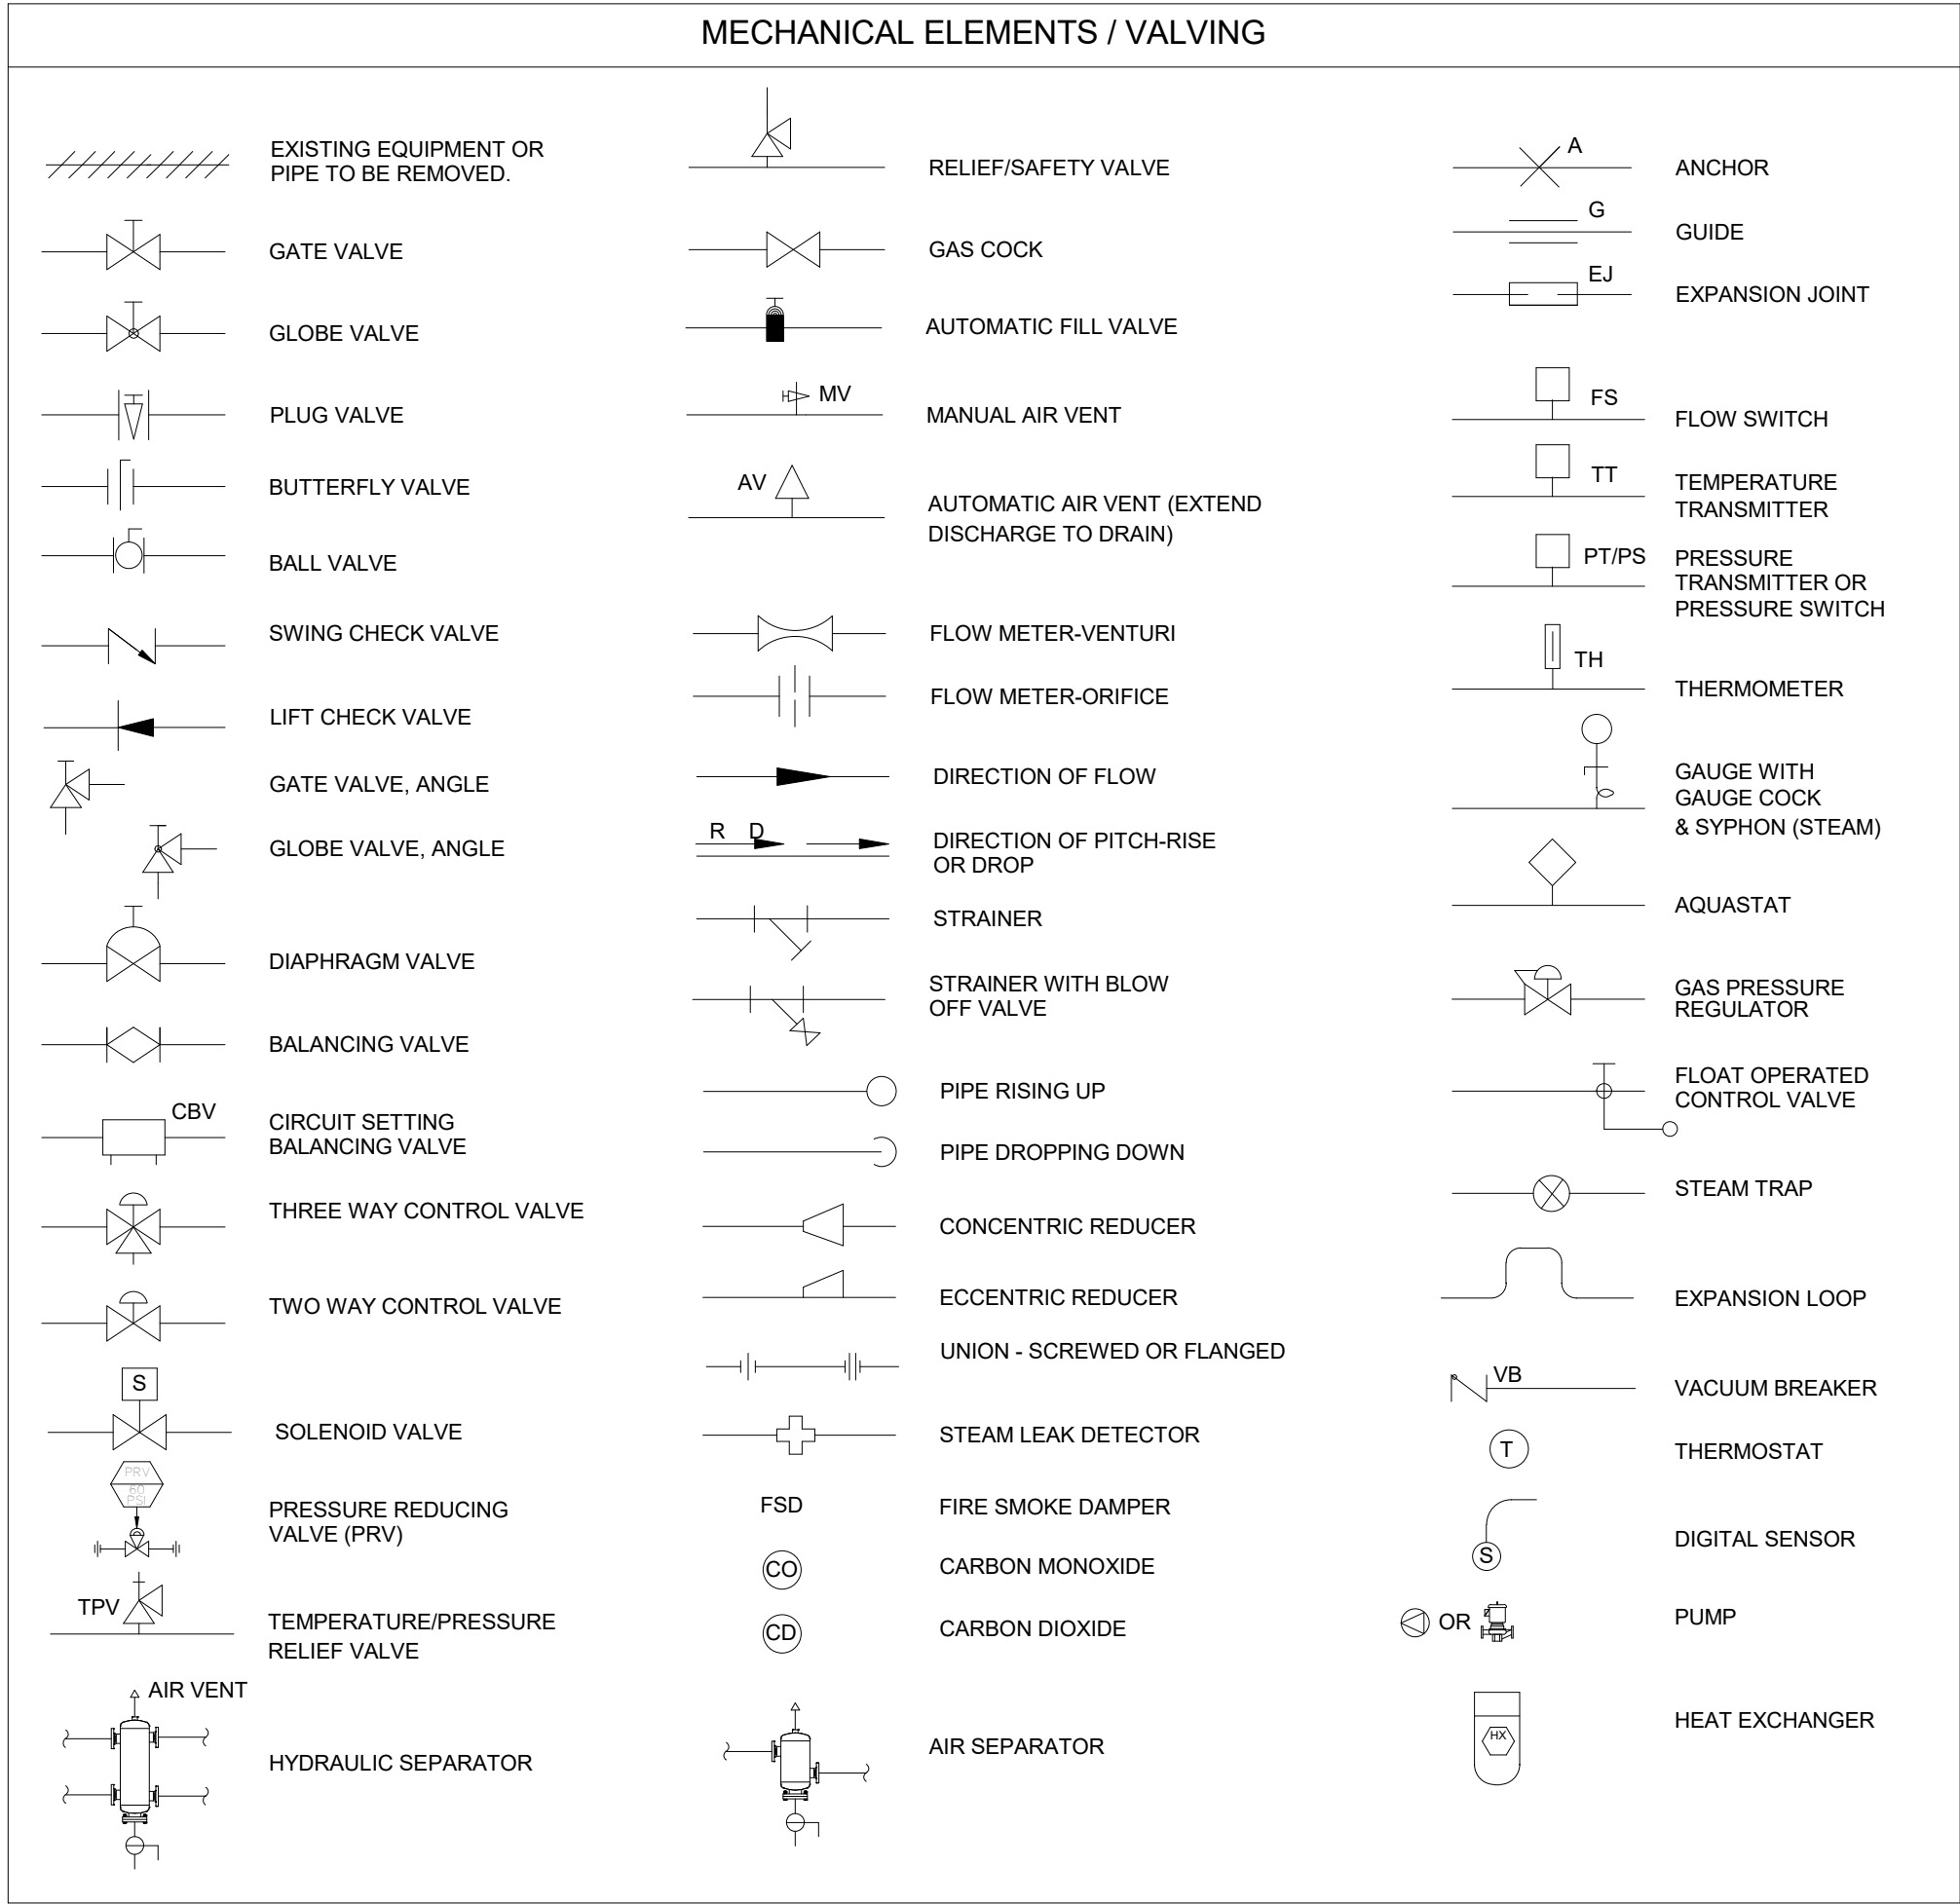 MECHANICAL ELEMENTS / VALVING
EXISTING EQUIPMENT OR
PIPE TO BE REMOVED.
GATE VALVE
GLOBE VALVE
PLUG VALVE
BUTTERFLY VALVE
BALL VALVE
SWING CHECK VALVE
LIFT CHECK VALVE
GATE VALVE, ANGLE
GLOBE VALVE, ANGLE
DIAPHRAGM VALVE
BALANCING VALVE
CBV
CIRCUIT SETTING
BALANCING VALVE
THREE WAY CONTROL VALVE
TWO WAY CONTROL VALVE
S
SOLENOID VALVE
PRV
60
PSI
PRESSURE REDUCING
VALVE (PRV)
TPV
TEMPERATURE/PRESSURE
RELIEF VALVE
AIR VENT
HYDRAULIC SEPARATOR
RELIEF/SAFETY VALVE
GAS COCK
AUTOMATIC FILL VALVE
MV
MANUAL AIR VENT
AV
AUTOMATIC AIR VENT (EXTEND
DISCHARGE TO DRAIN)
FLOW METER-VENTURI
FLOW METER-ORIFICE
DIRECTION OF FLOW
R D
DIRECTION OF PITCH-RISE
OR DROP
STRAINER
STRAINER WITH BLOW
OFF VALVE
PIPE RISING UP
PIPE DROPPING DOWN
CONCENTRIC REDUCER
ECCENTRIC REDUCER
UNION - SCREWED OR FLANGED
STEAM LEAK DETECTOR
FSD
FIRE SMOKE DAMPER
CO
CARBON MONOXIDE
CD
CARBON DIOXIDE
AIR SEPARATOR
A
ANCHOR
G
GUIDE
EJ
EXPANSION JOINT
FS
FLOW SWITCH
TT
TEMPERATURE
TRANSMITTER
PT/PS
PRESSURE
TRANSMITTER OR
PRESSURE SWITCH
TH
THERMOMETER
GAUGE WITH
GAUGE COCK
& SYPHON (STEAM)
AQUASTAT
GAS PRESSURE
REGULATOR
FLOAT OPERATED
CONTROL VALVE
STEAM TRAP
EXPANSION LOOP
VB
VACUUM BREAKER
T
THERMOSTAT
S
DIGITAL SENSOR
OR
PUMP
HX
HEAT EXCHANGER